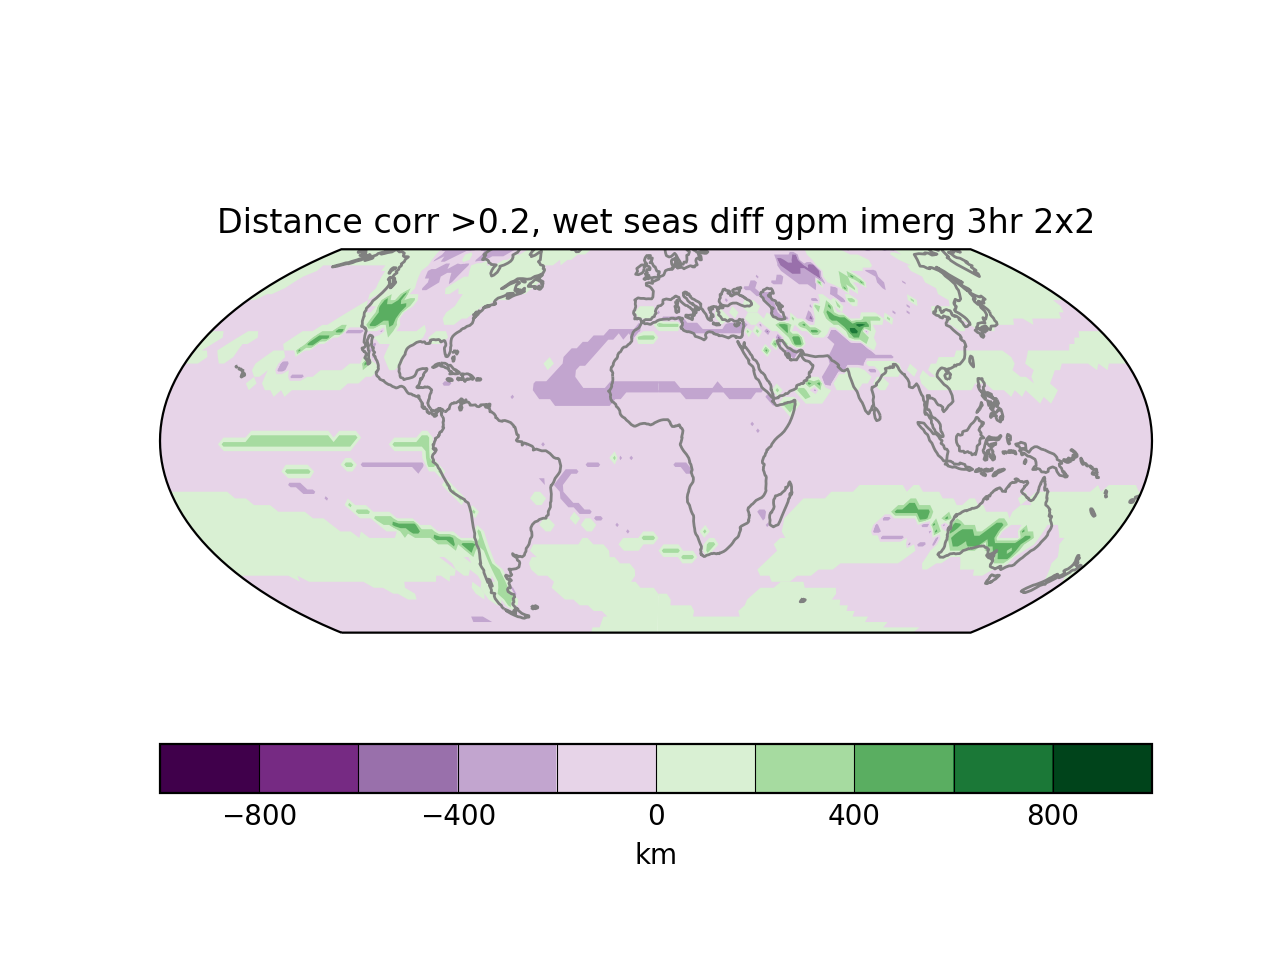 Distance corr >0.2, wet seas diff gpm imerg 3hr 2x2
−800 −400 0 400 800
km